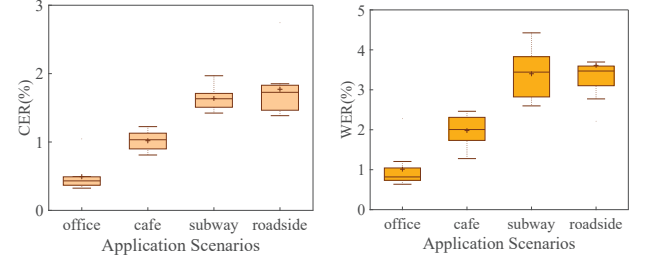 3
2
1
0
CER(%)
office cafe subway roadside
Application Scenarios
5
4
3
2
1
0
WER(%)
office cafe subway roadside
Application Scenarios